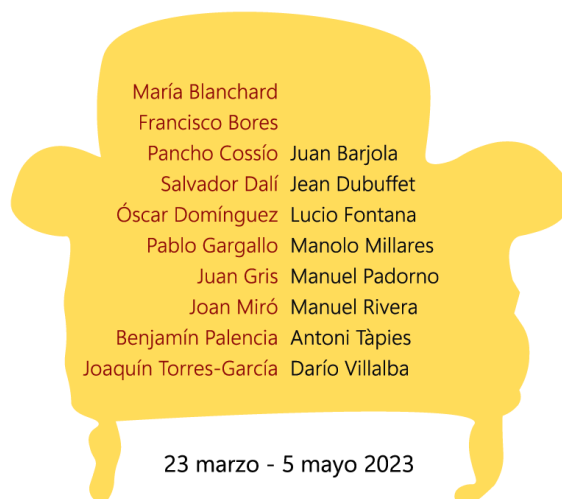 María Blanchard
Francisco Bores
Pancho Cossío Juan Barjola
Salvador Dalí Jean Dubuffet
Óscar Domínguez Lucio Fontana
Pablo Gargallo Manolo Millares
Juan Gris Manuel Padorno
Joan Miró Manuel Rivera
Benjamín Palencia Antoni Tàpies
Joaquín Torres-García Darío Villalba
23 marzo - 5 mayo 2023